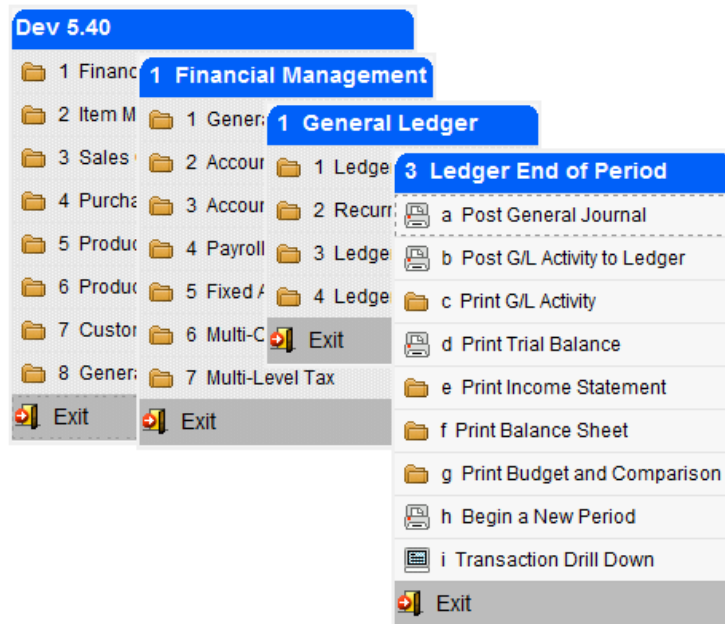 Dev 5.40
1 Financ
2 Item M
3 Sales
4 Purcha
5 Produc
6 Produc
7 Custor
8 Genera
Exit
1 Financial Management
1 Genera
2 Accour
3 Accour
4 Payroll
5 Fixed A
6 Multi-C
7 Multi-Level Tax
Exit
1 General Ledger
1 Ledge
2 Recurr
3 Ledge
4 Ledge
Exit
3 Ledger End of Period
a Post General Journal
b Post G/L Activity to Ledger
c Print G/L Activity
d Print Trial Balance
e Print Income Statement
f Print Balance Sheet
g Print Budget and Comparison
h Begin a New Period
i Transaction Drill Down
Exit